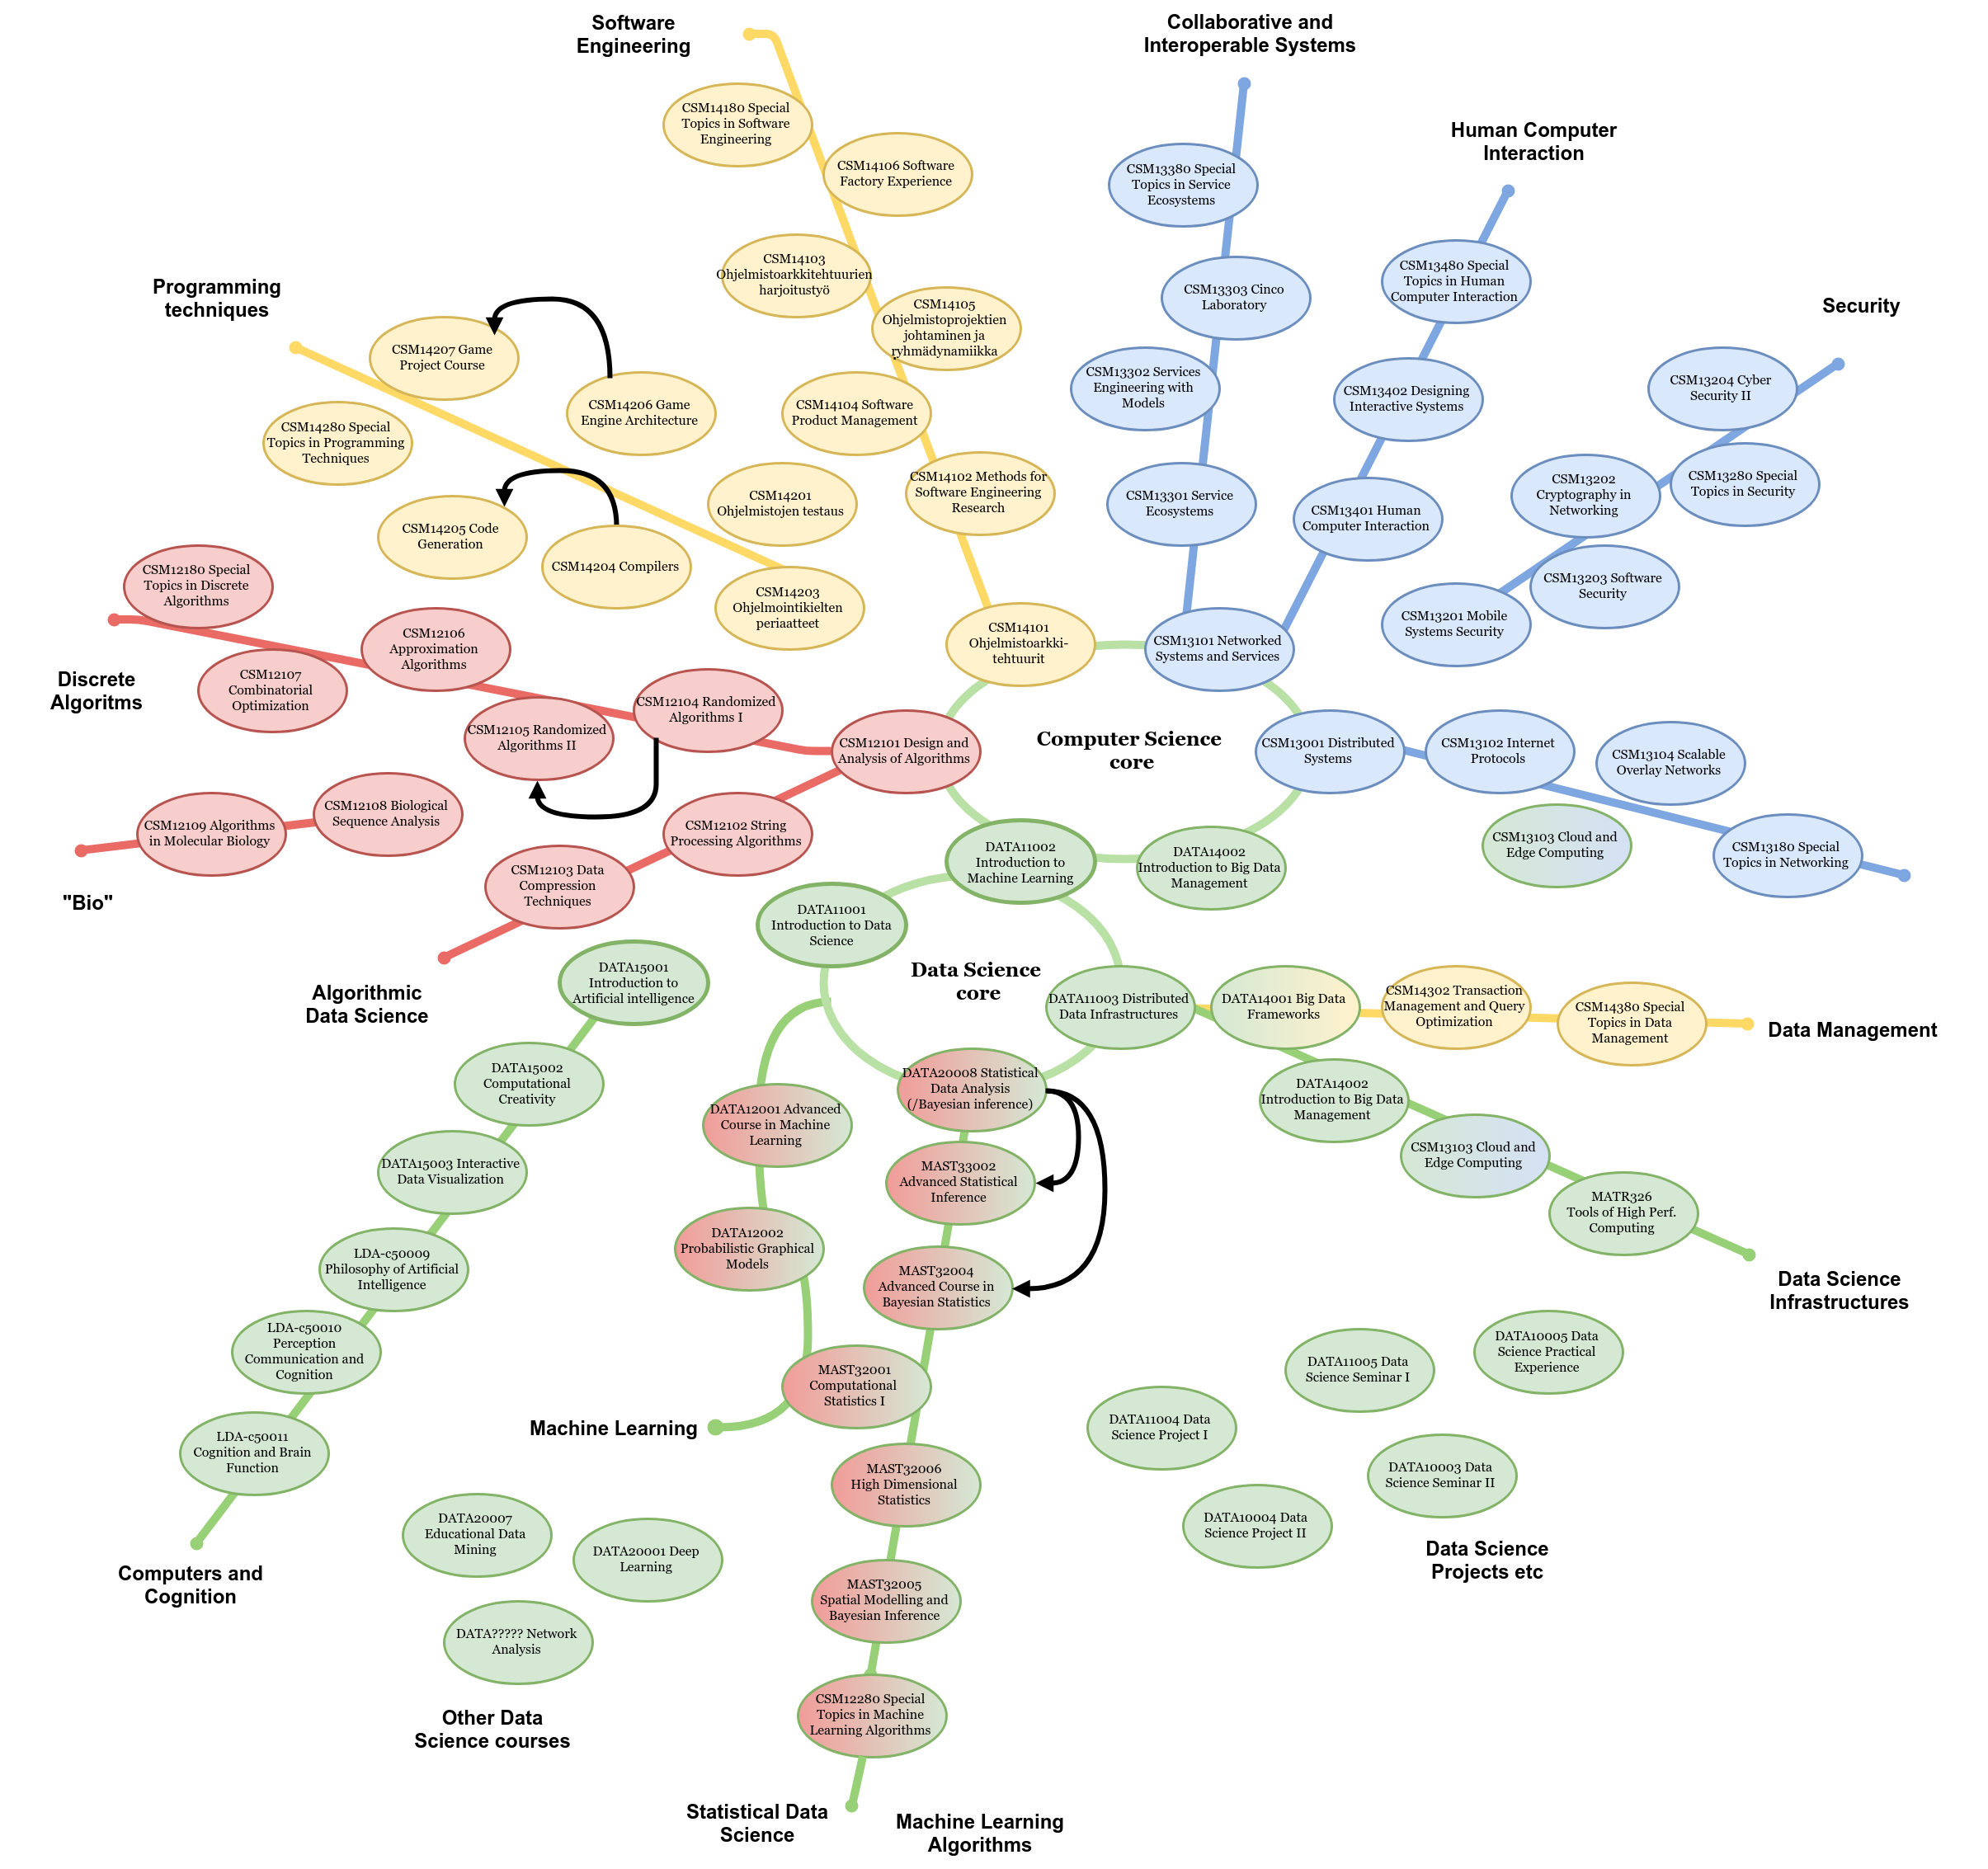 Software
Engineering
Collaborative and
Interoperable Systems
CSM14180 Special
Topics in Software
Engineering
CSM14106 Software
Factory Experience
CSM14103
Ohjelmistoarkkitehtuurien
harjoitustyö
CSM14105
Ohjelmistoprojektien
johtaminen ja
ryhmädynamiikka
CSM14104 Software
Product Management
CSM14102 Methods for
Software Engineering
Research
CSM14101
Ohjelmistoarkki-
tehtuurit
CSM13380 Special
Topics in Service
Ecosystems
CSM13303 Cinco
Laboratory
CSM13302 Services
Engineering with
Models
CSM13301 Service
Ecosystems
CSM13101 Networked
Systems and Services
Human Computer
Interaction
CSM13480 Special
Topics in Human
Computer Interaction
CSM13402 Designing
Interactive Systems
CSM13401 Human
Computer Interaction
Security
CSM13204 Cyber
Security II
CSM13280 Special
Topics in Security
CSM13202
Cryptography in
Networking
CSM13203 Software
Security
CSM13201 Mobile
Systems Security
Programming
techniques
CSM14207 Game
Project Course
CSM14206 Game
Engine Architecture
CSM14280 Special
Topics in Programming
Techniques
CSM14201
Ohjelmistojen testaus
CSM14205 Code
Generation
CSM14204 Compilers
CSM14203
Ohjelmointikielten
periaatteet
CSM12180 Special
Topics in Discrete
Algorithms
CSM12106
Approximation
Algorithms
CSM12107
Combinatorial
Optimization
CSM12104 Randomized
Algorithms I
CSM12105 Randomized
Algorithms II
Discrete
Algoritms
CSM12101 Design and
Analysis of Algorithms
Computer Science
core
CSM13001 Distributed
Systems
CSM13102 Internet
Protocols
CSM13104 Scalable
Overlay Networks
CSM13103 Cloud and
Edge Computing
CSM13180 Special
Topics in Networking
CSM12109 Algorithms
in Molecular Biology
CSM12108 Biological
Sequence Analysis
"Bio"
CSM12102 String
Processing Algorithms
CSM12103 Data
Compression
Techniques
Algorithmic
Data Science
DATA11002
Introduction to
Machine Learning
DATA14002
Introduction to Big Data
Management
DATA11001
Introduction to Data
Science
Data Science
core
DATA11003 Distributed
Data Infrastructures
DATA14001 Big Data
Frameworks
CSM14302 Transaction
Management and Query
Optimization
CSM14380 Special
Topics in Data
Management
Data Management
DATA14002
Introduction to Big Data
Management
CSM13103 Cloud and
Edge Computing
MATR326
Tools of High Perf.
Computing
Data Science
Infrastructures
DATA15001
Introduction to
Artificial intelligence
DATA15002
Computational
Creativity
DATA15003 Interactive
Data Visualization
LDA-c50009
Philosophy of Artificial
Intelligence
LDA-c50010
Perception
Communication and
Cognition
LDA-c50011
Cognition and Brain
Function
Computers and
Cognition
DATA12001 Advanced
Course in Machine
Learning
DATA12002
Probabilistic Graphical
Models
Machine Learning
DATA20008 Statistical
Data Analysis
(/Bayesian inference)
MAST33002
Advanced Statistical
Inference
MAST32004
Advanced Course in
Bayesian Statistics
MAST32001
Computational
Statistics I
MAST32006
High Dimensional
Statistics
MAST32005
Spatial Modelling and
Bayesian Inference
CSM12280 Special
Topics in Machine
Learning Algorithms
Statistical Data
Science
Machine Learning
Algorithms
DATA20007
Educational Data
Mining
DATA20001 Deep
Learning
DATA????? Network
Analysis
Other Data
Science courses
DATA11005 Data
Science Seminar I
DATA10005 Data
Science Practical
Experience
DATA11004 Data
Science Project I
DATA10003 Data
Science Seminar II
DATA10004 Data
Science Project II
Data Science
Projects etc